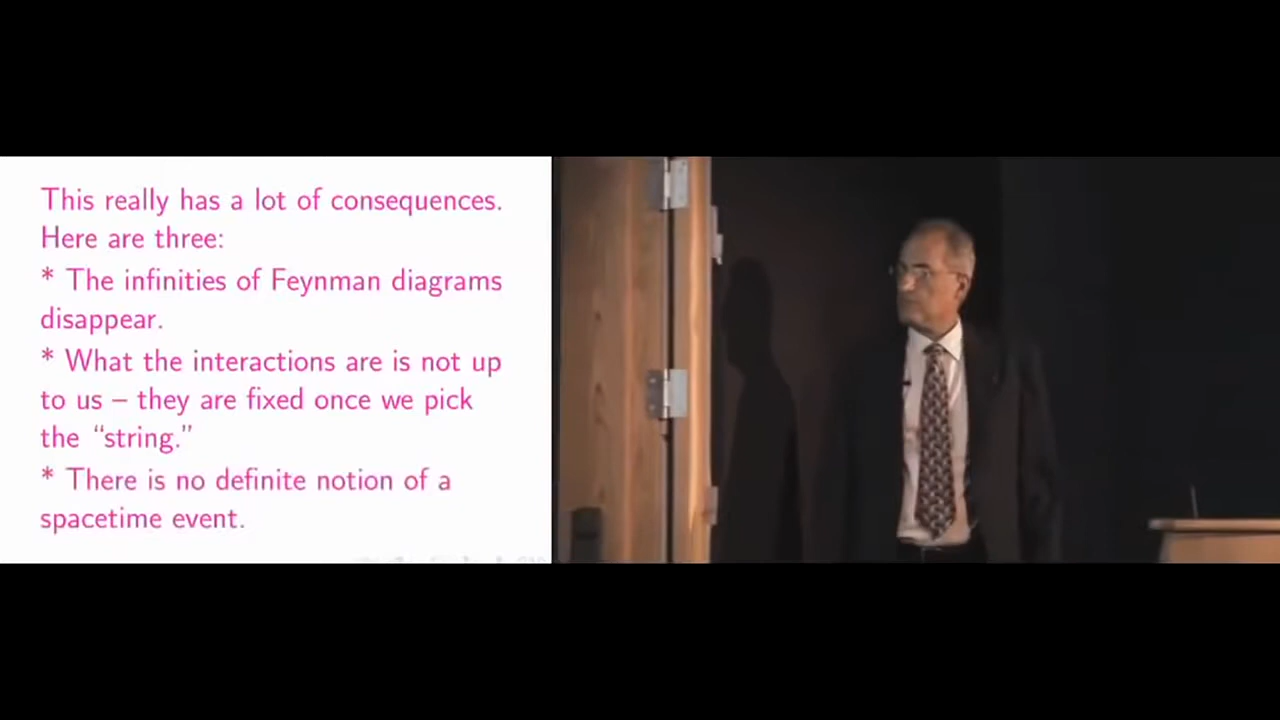 This really has a lot of consequences.
Here are three:
* The infinities of Feynman diagrams
disappear.
* What the interactions are is not up
to us – they are fixed once we pick
the “string.”
* There is no definite notion of a
spacetime event.